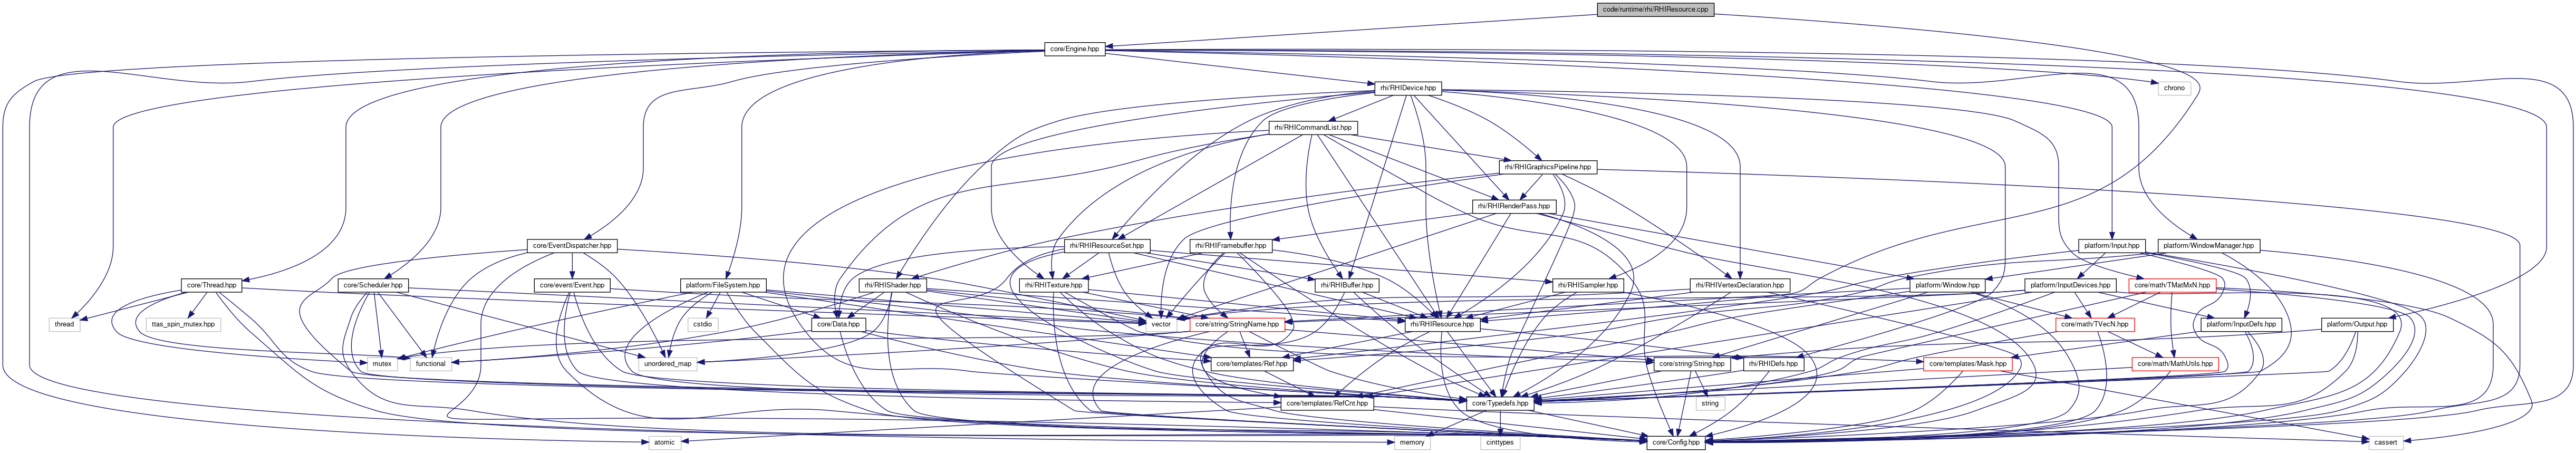 code/runtime/rhi/RHIResource.cpp
core/Engine.hpp
rhi/RHIDevice.hpp
chrono
rhi/RHICommandList.hpp
rhi/RHIGraphicsPipeline.hpp
rhi/RHIRenderPass.hpp
core/EventDispatcher.hpp
rhi/RHIResourceSet.hpp
rhi/RHIFramebuffer.hpp
platform/Input.hpp
platform/WindowManager.hpp
core/Thread.hpp
core/Scheduler.hpp
core/event/Event.hpp
platform/FileSystem.hpp
rhi/RHIShader.hpp
rhi/RHITexture.hpp
rhi/RHIBuffer.hpp
rhi/RHISampler.hpp
rhi/RHIVertexDeclaration.hpp
platform/Window.hpp
platform/InputDevices.hpp
core/math/TMatMxN.hpp
thread
ttas_spin_mutex.hpp
cstdio
core/Data.hpp
vector
core/string/StringName.hpp
rhi/RHIResource.hpp
core/math/TVecN.hpp
platform/InputDefs.hpp
platform/Output.hpp
mutex
functional
unordered_map
core/templates/Ref.hpp
core/string/String.hpp
rhi/RHIDefs.hpp
core/templates/Mask.hpp
core/math/MathUtils.hpp
core/templates/RefCnt.hpp
core/Typedefs.hpp
string
atomic
memory
cinttypes
core/Config.hpp
cassert